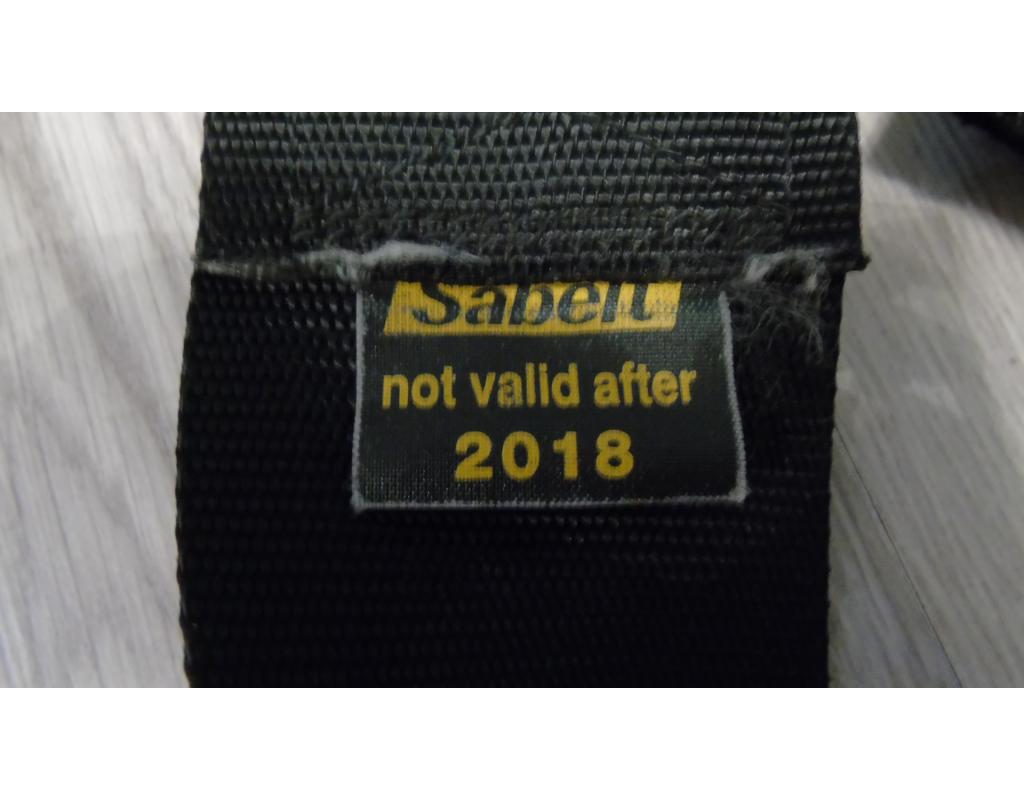 Sabelt
not valid after
2018